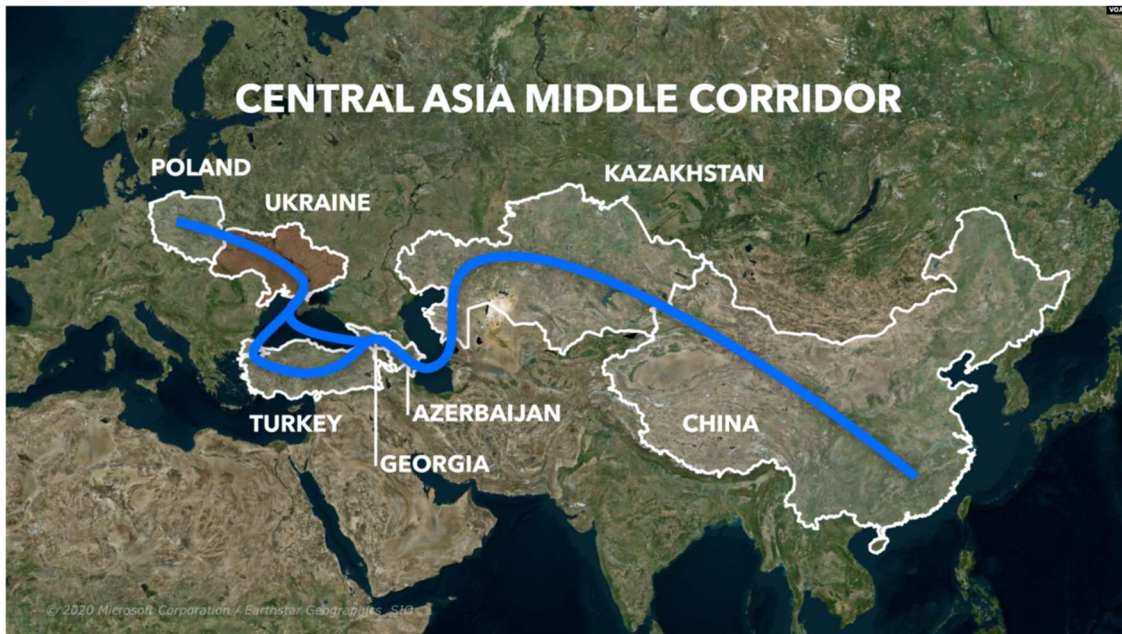 VOA
CENTRAL ASIA MIDDLE CORRIDOR
POLAND
KAZAKHSTAN
UKRAINE
TURKEY
AZERBAIJAN
CHINA
GEORGIA
© 2020 Microsoft Corporation / Earthstar Geographics SIO